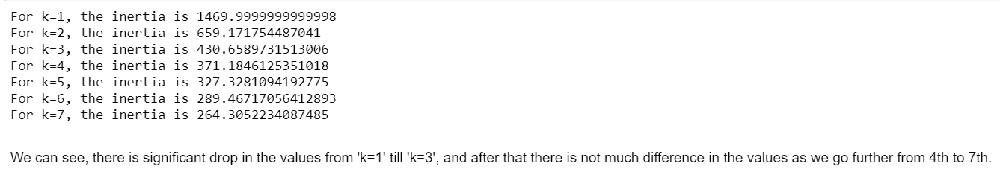 For k=1, the inertia is 1469.9999999999998
For k=2, the inertia is 659.171754487041
For k=3, the inertia is 430.6589731513006
For k=4, the inertia is 371.1846125351018
For k=5, the inertia is 327.3281094192775
For k=6, the inertia is 289.46717056412893
For k=7, the inertia is 264.3052234087485
We can see, there is significant drop in the values from 'k=1' till 'k=3', and after that there is not much difference in the values as we go further from 4th to 7th.